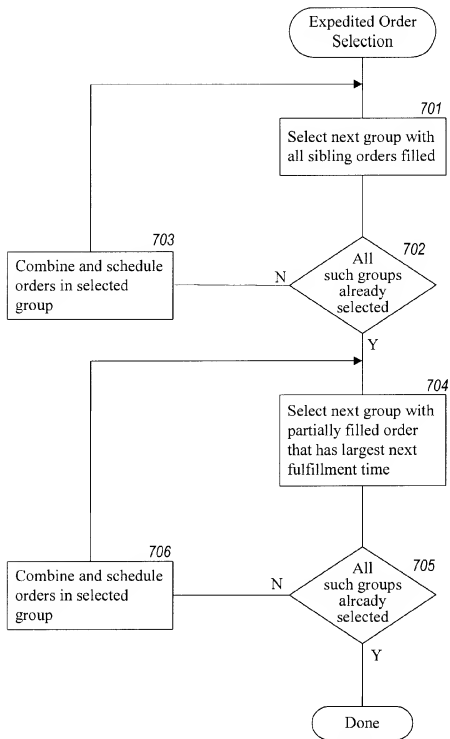 Expedited Order
Selection
701
Select next group with
all sibling orders filled
703
Combine and schedule
orders in selected
group
702
All
such groups
already
selected
N
Y
704
Select next group with
partially filled order
that has largest next
fulfillment time
706
Combine and schedule
orders in selected
group
705
All
such groups
already
selected
N
Y
Done